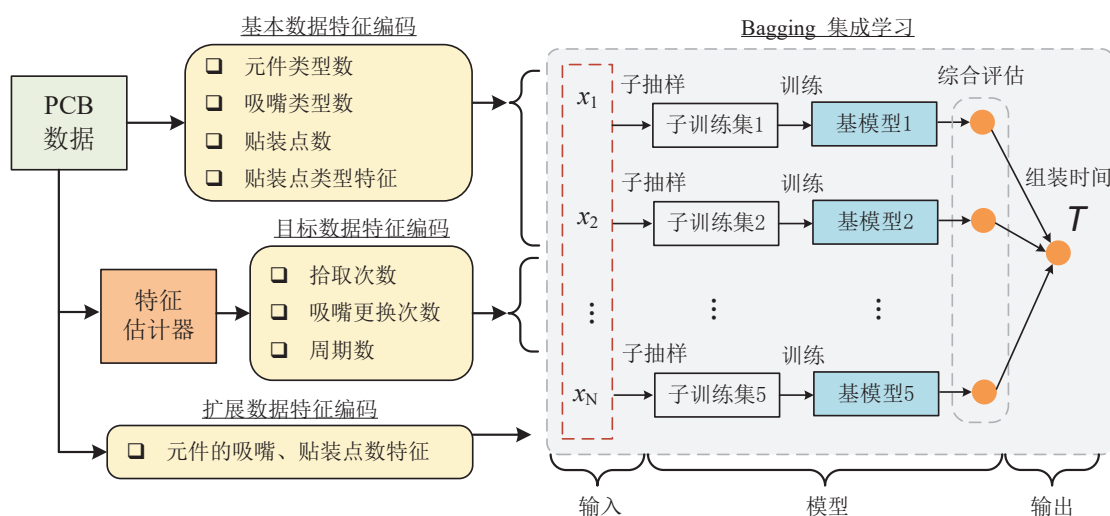 基本数据特征编码
PCB
数据
❑ 元件类型数
❑ 吸嘴类型数
❑ 贴装点数
❑ 贴装点类型特征
目标数据特征编码
特征
估计器
❑ 拾取次数
❑ 吸嘴更换次数
❑ 周期数
扩展数据特征编码
❑ 元件的吸嘴、贴装点数特征
Bagging 集成学习
综合评估
x1 子抽样 子训练集1 训练 基模型1
x2 子抽样 子训练集2 训练 基模型2
⋮ ⋮ ⋮
xN 子抽样 子训练集5 训练 基模型5
组装时间
T
输入 模型 输出